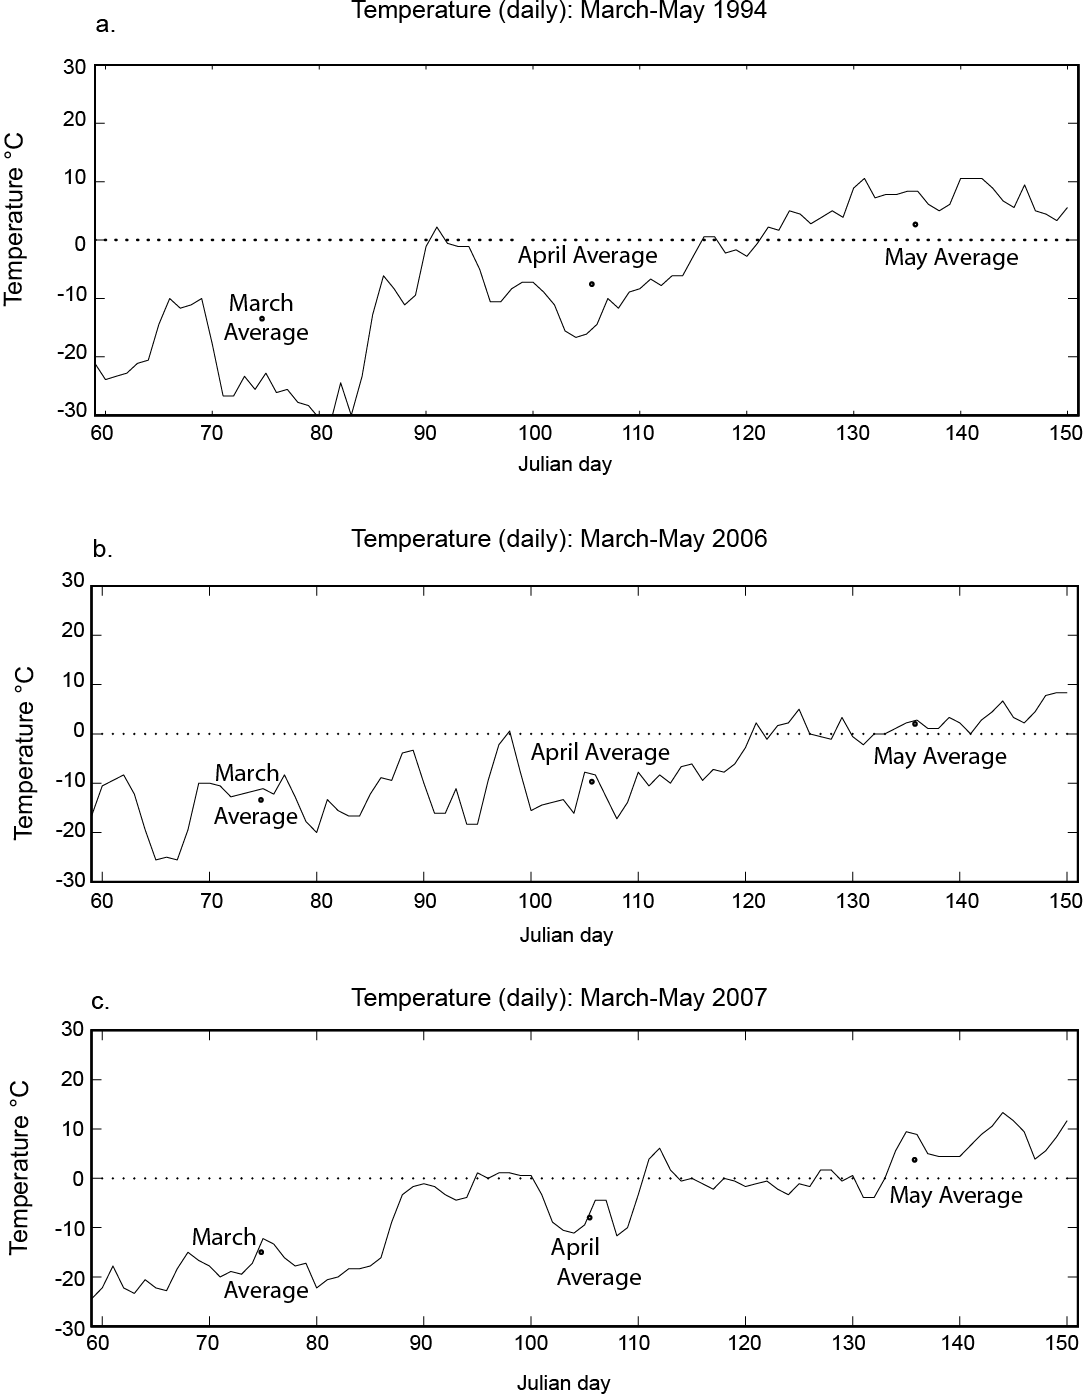 Temperature (daily): March-May 1994
a.
Temperature °C
30
20
10
0
-10
-20
-30
March
Average
April Average
May Average
60 70 80 90 100 110 120 130 140 150
Julian day
Temperature (daily): March-May 2006
b.
Temperature °C
30
20
10
0
-10
-20
-30
March
Average
April Average
May Average
60 70 80 90 100 110 120 130 140 150
Julian day
Temperature (daily): March-May 2007
c.
Temperature °C
30
20
10
0
-10
-20
-30
March
Average
April
Average
May Average
60 70 80 90 100 110 120 130 140 150
Julian day